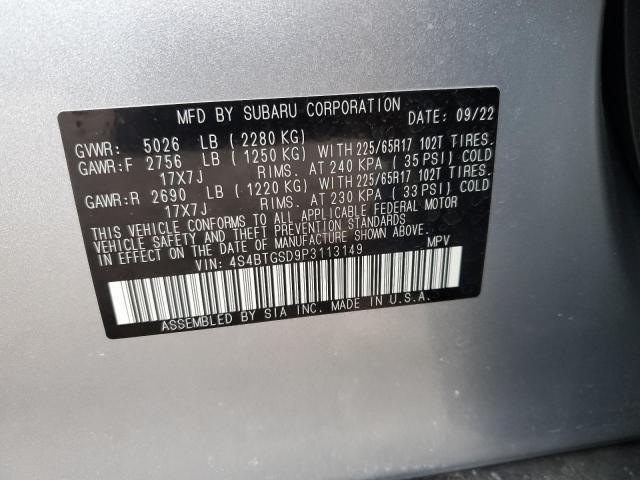 MFD BY SUBARU CORPORATION DATE: 09/22
GVWR: 5026 LB ( 2280 KG)
GAWR:F 2756 LB ( 1250 KG) WITH 225/65R17 102T TIRES.
17X7J RIMS. AT 240 KPA ( 35 PSI) COLD
GAWR:R 2690 LB ( 1220 KG) WITH 225/65R17 102T TIRES.
17X7J RIMS. AT 230 KPA ( 33 PSI) COLD
THIS VEHICLE CONFORMS TO ALL APPLICABLE FEDERAL MOTOR
VEHICLE SAFETY AND THEFT PREVENTION STANDARDS
IN EFFECT ON THE DATE OF MANUFACTURE SHOWN ABOVE.
VIN: 4S4BTGSD9P3113149 MPV
ASSEMBLED BY SIA INC. MADE IN U.S.A.